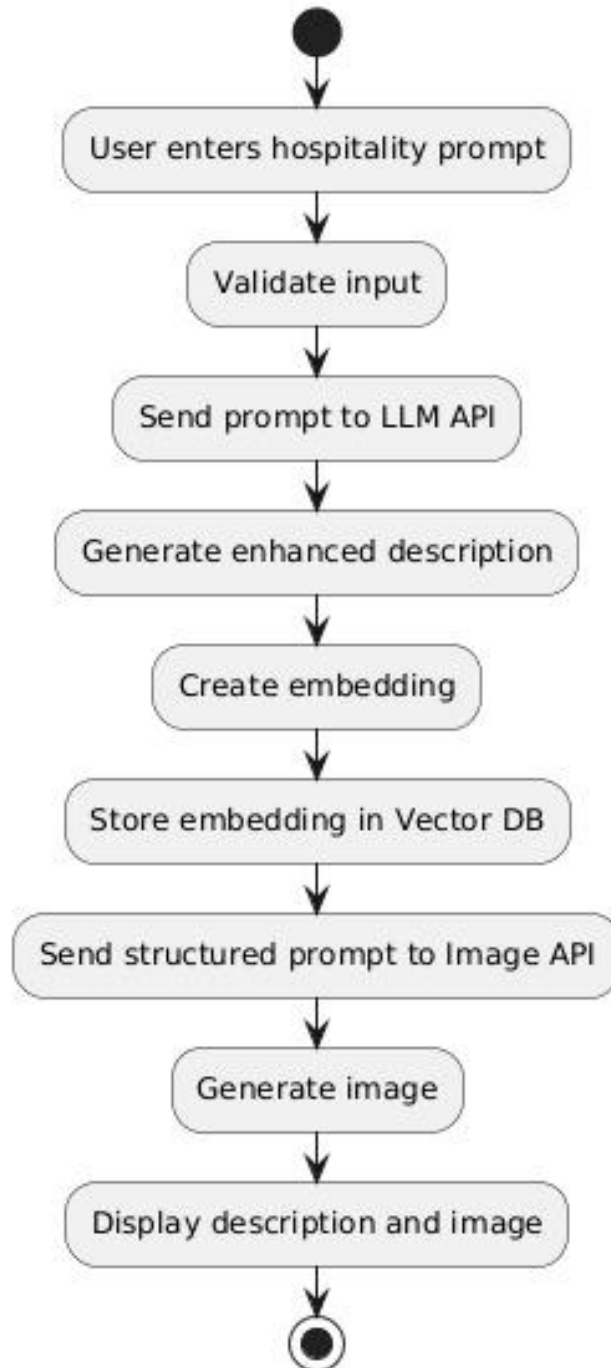 User enters hospitality prompt
Validate input
Send prompt to LLM API
Generate enhanced description
Create embedding
Store embedding in Vector DB
Send structured prompt to Image API
Generate image
Display description and image